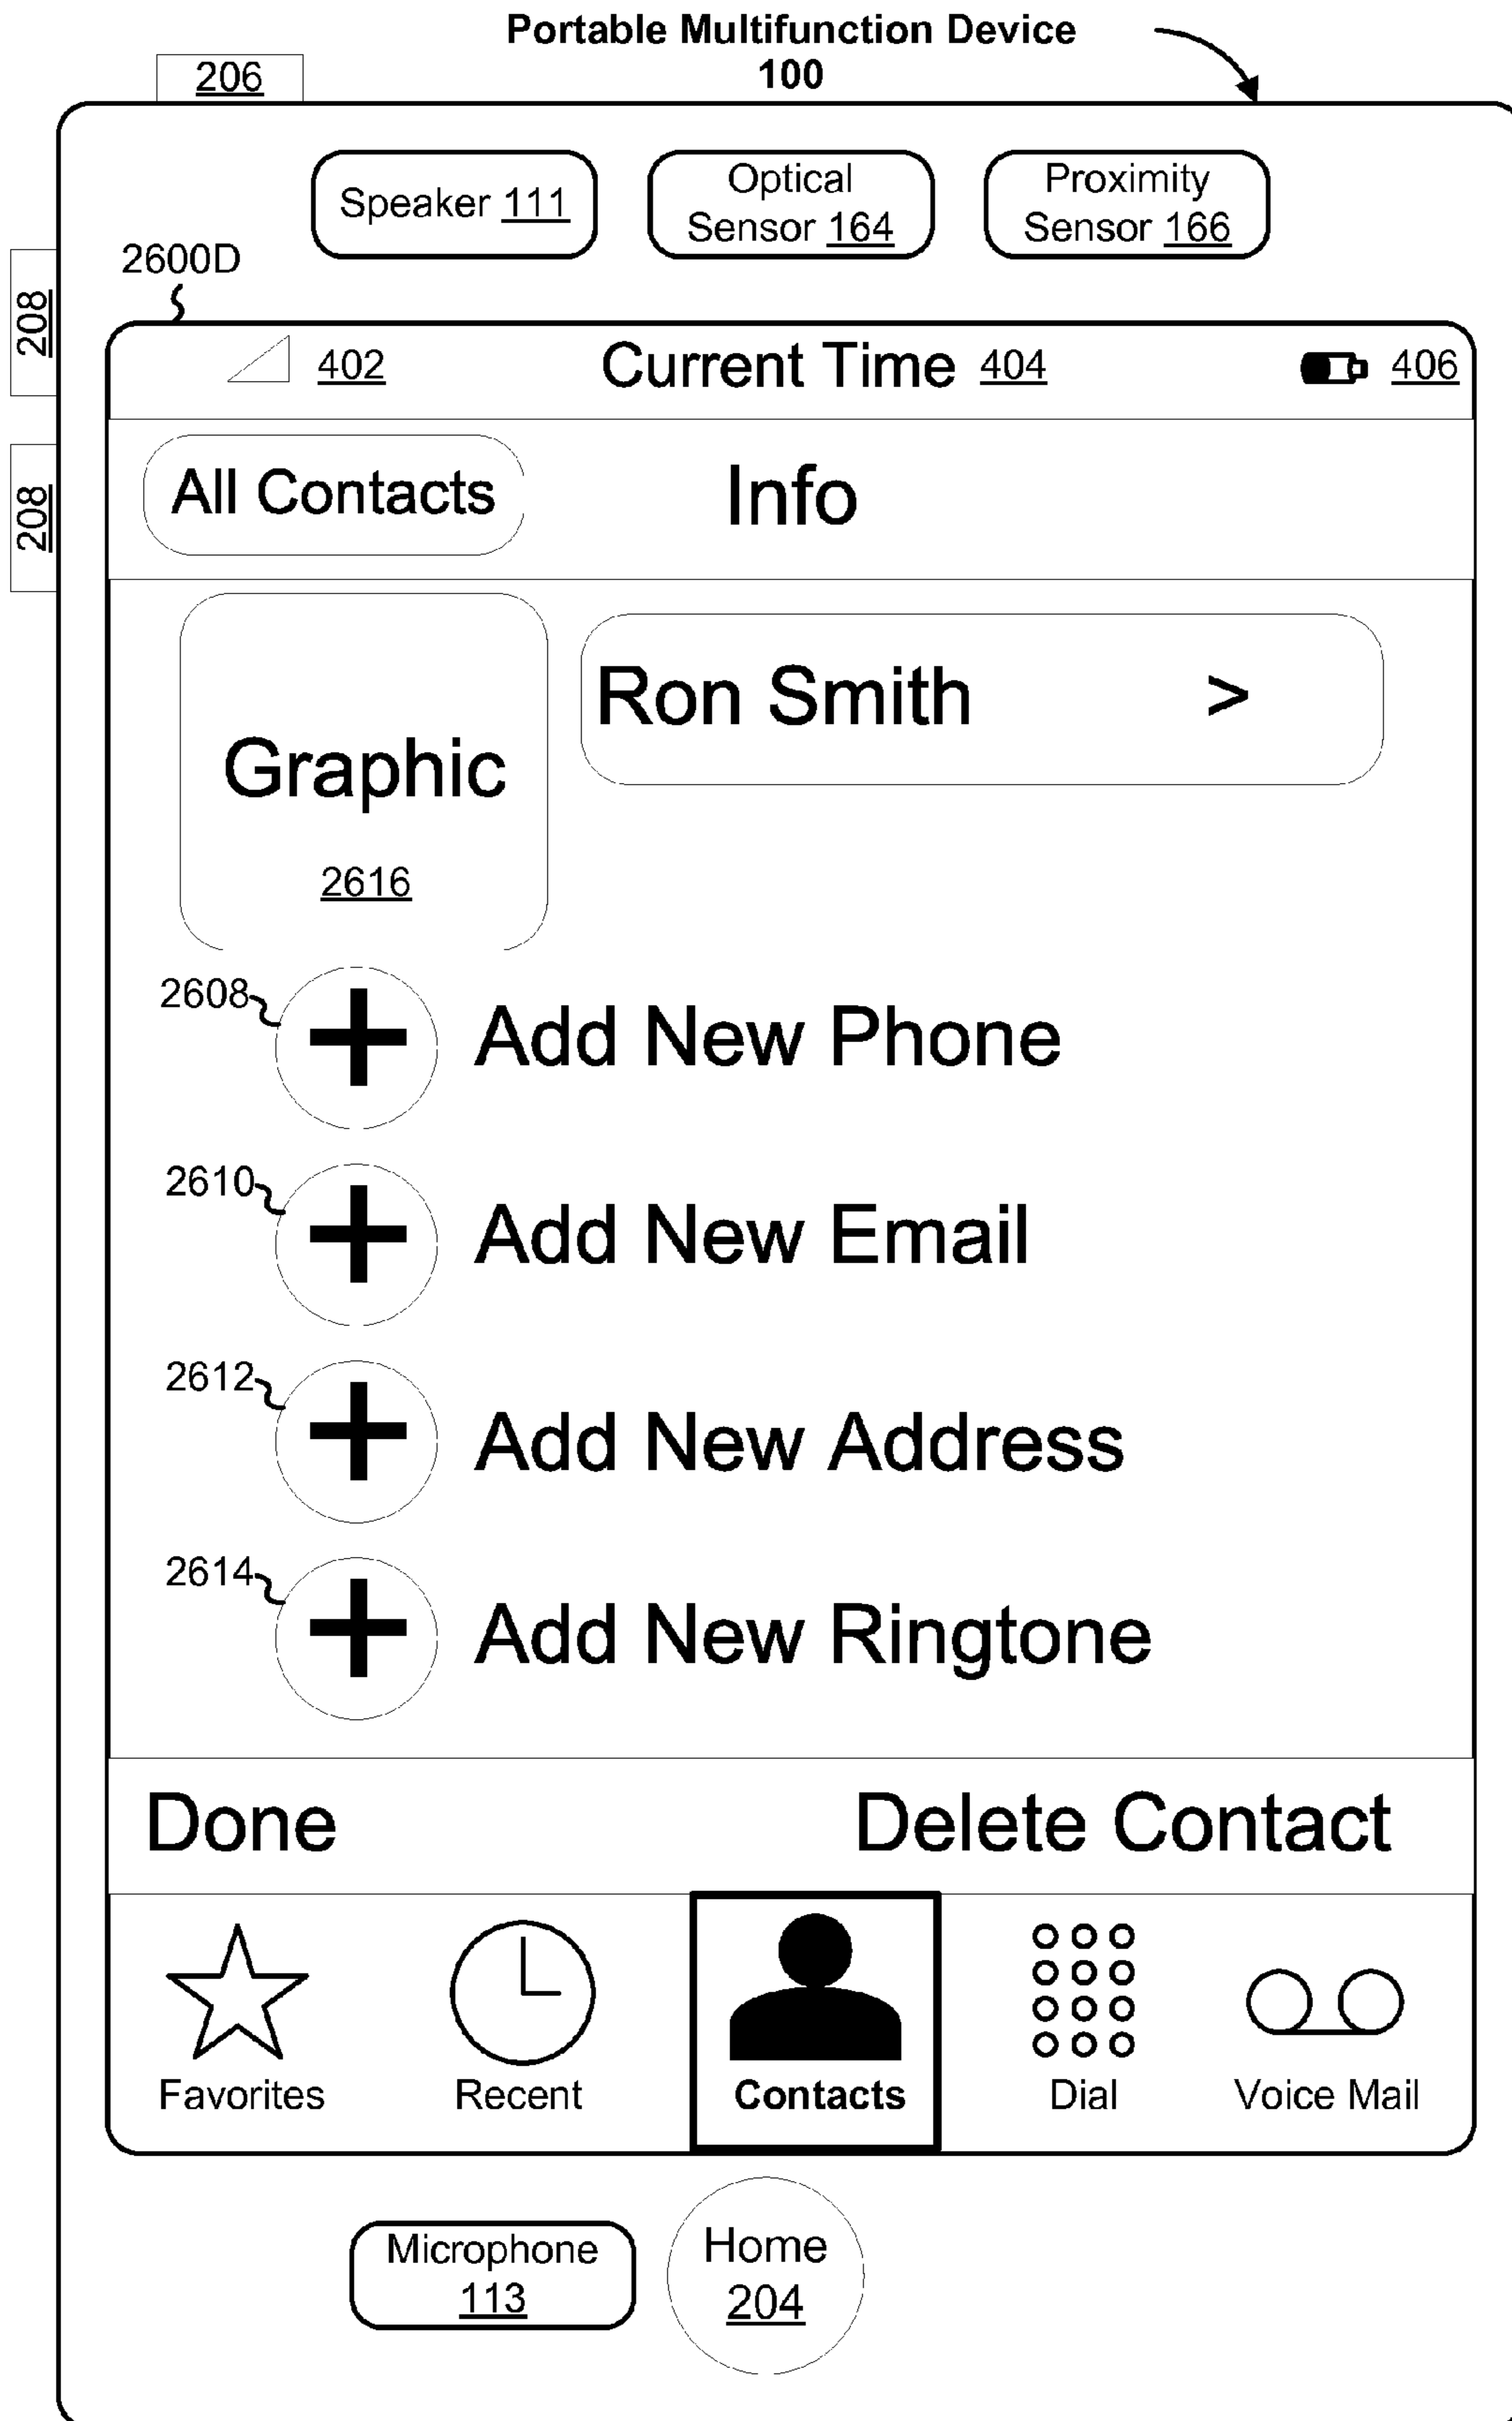 Portable Multifunction Device
100
206
Speaker 111
Optical
Sensor 164
Proximity
Sensor 166
2600D
208
208
402 Current Time 404 406
All Contacts Info
Graphic
2616
Ron Smith >
2608 Add New Phone
2610 Add New Email
2612 Add New Address
2614 Add New Ringtone
Done Delete Contact
Favorites Recent Contacts Dial Voice Mail
Microphone
113
Home
204